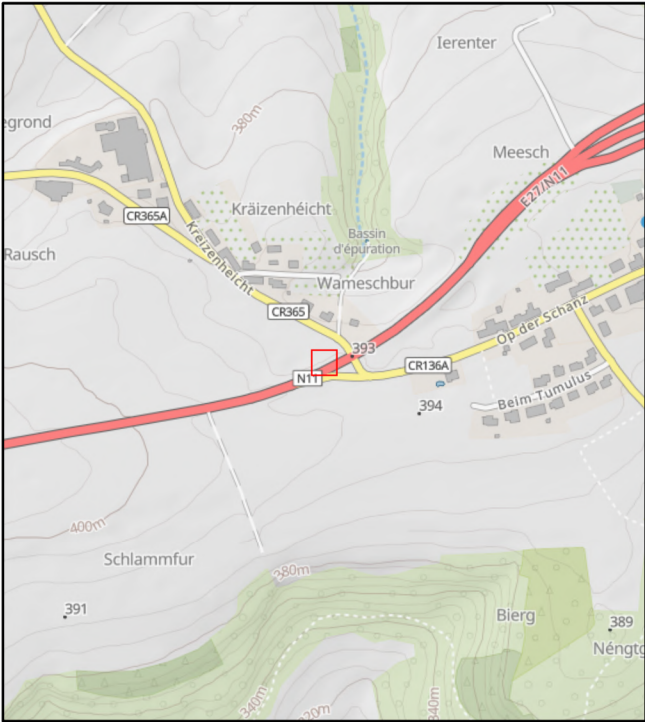 Ierenter
egrond
380m
Meesch
E27/N11
Kräizenhéicht
CR365A
Kreizenheicht
Bassin
d'épuration
Rausch
Wameschbur
CR365
Op der Schanz
393
CR136A
N11
Beim Tumulus
394
400m
Schlammfur
380m
391
Bierg
389
Néngtg
340m
320m
340m